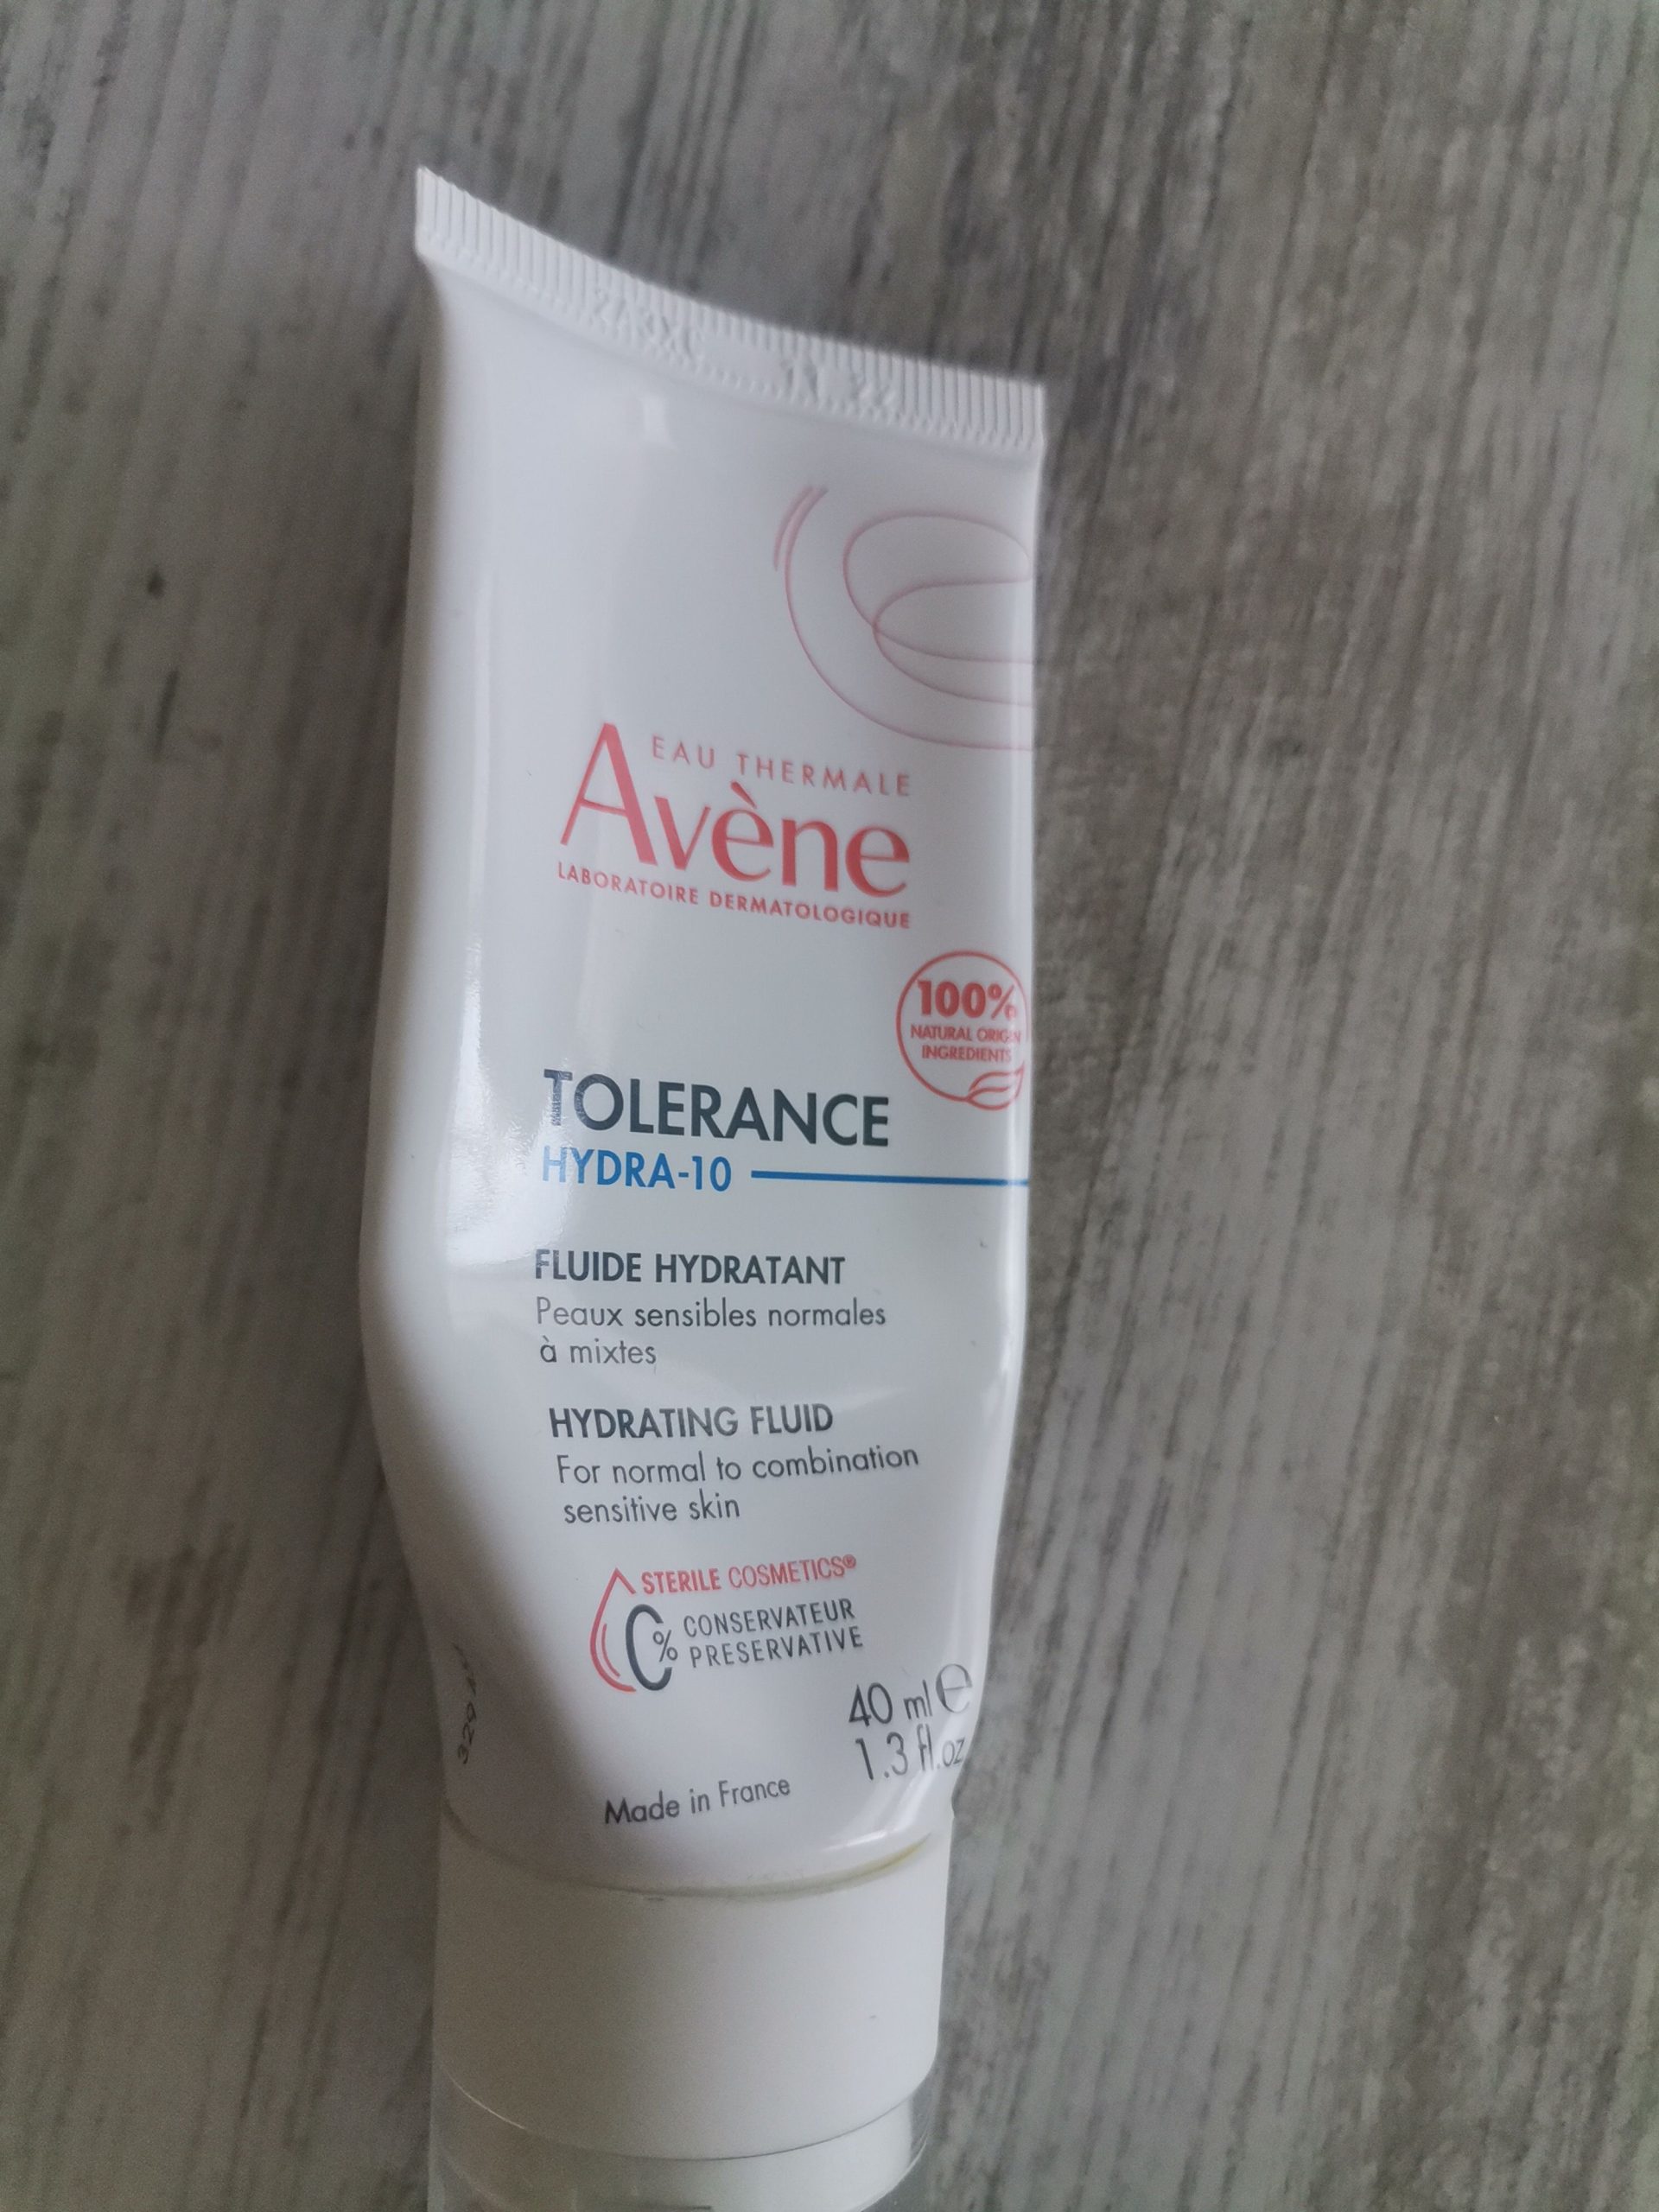 EAU THERMALE
Avène
LABORATOIRE DERMATOLOGIQUE
100%
NATURAL ORIGIN
INGREDIENTS
TOLERANCE
HYDRA-10
FLUIDE HYDRATANT
Peaux sensibles normales
à mixtes
HYDRATING FLUID
For normal to combination
sensitive skin
STERILE COSMETICS®
0% CONSERVATEUR
PRESERVATIVE
40 ml ℮
1.3 fl.oz
Made in France